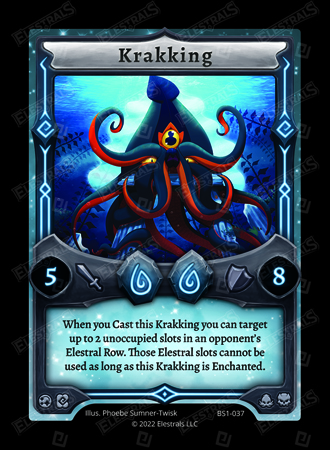 Krakking
5
8
When you Cast this Krakking you can target
up to 2 unoccupied slots in an opponent's
Elestral Row. Those Elestral slots cannot be
used as long as this Krakking is Enchanted.
Illus. Phoebe Sumner-Twisk
BS1-037
© 2022 Elestrals LLC
ELESTRALS